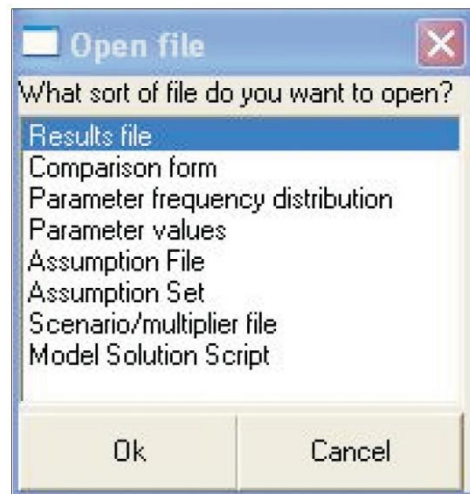 Open file
What sort of file do you want to open?
Results file
Comparison form
Parameter frequency distribution
Parameter values
Assumption File
Assumption Set
Scenario/multiplier file
Model Solution Script
Ok
Cancel